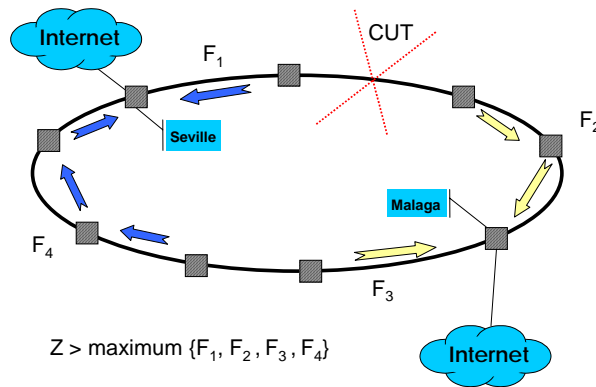 Internet
F1
CUT
F2
Seville
Malaga
F4
F3
Z > maximum {F1, F2 , F3 , F4}
Internet